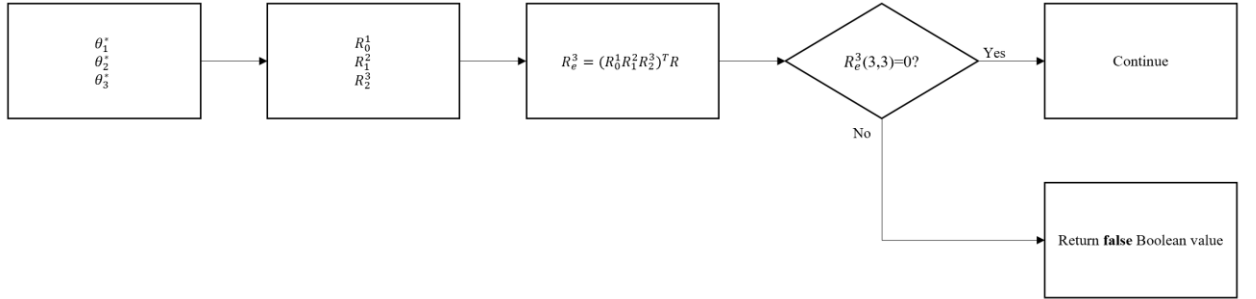 θ₁*
θ₂*
θ₃*
R₀¹
R₁²
R₂³
Rₑ³ = (R₀¹R₁²R₂³)ᵀR
Rₑ³(3,3)=0?
Yes
Continue
No
Return false Boolean value